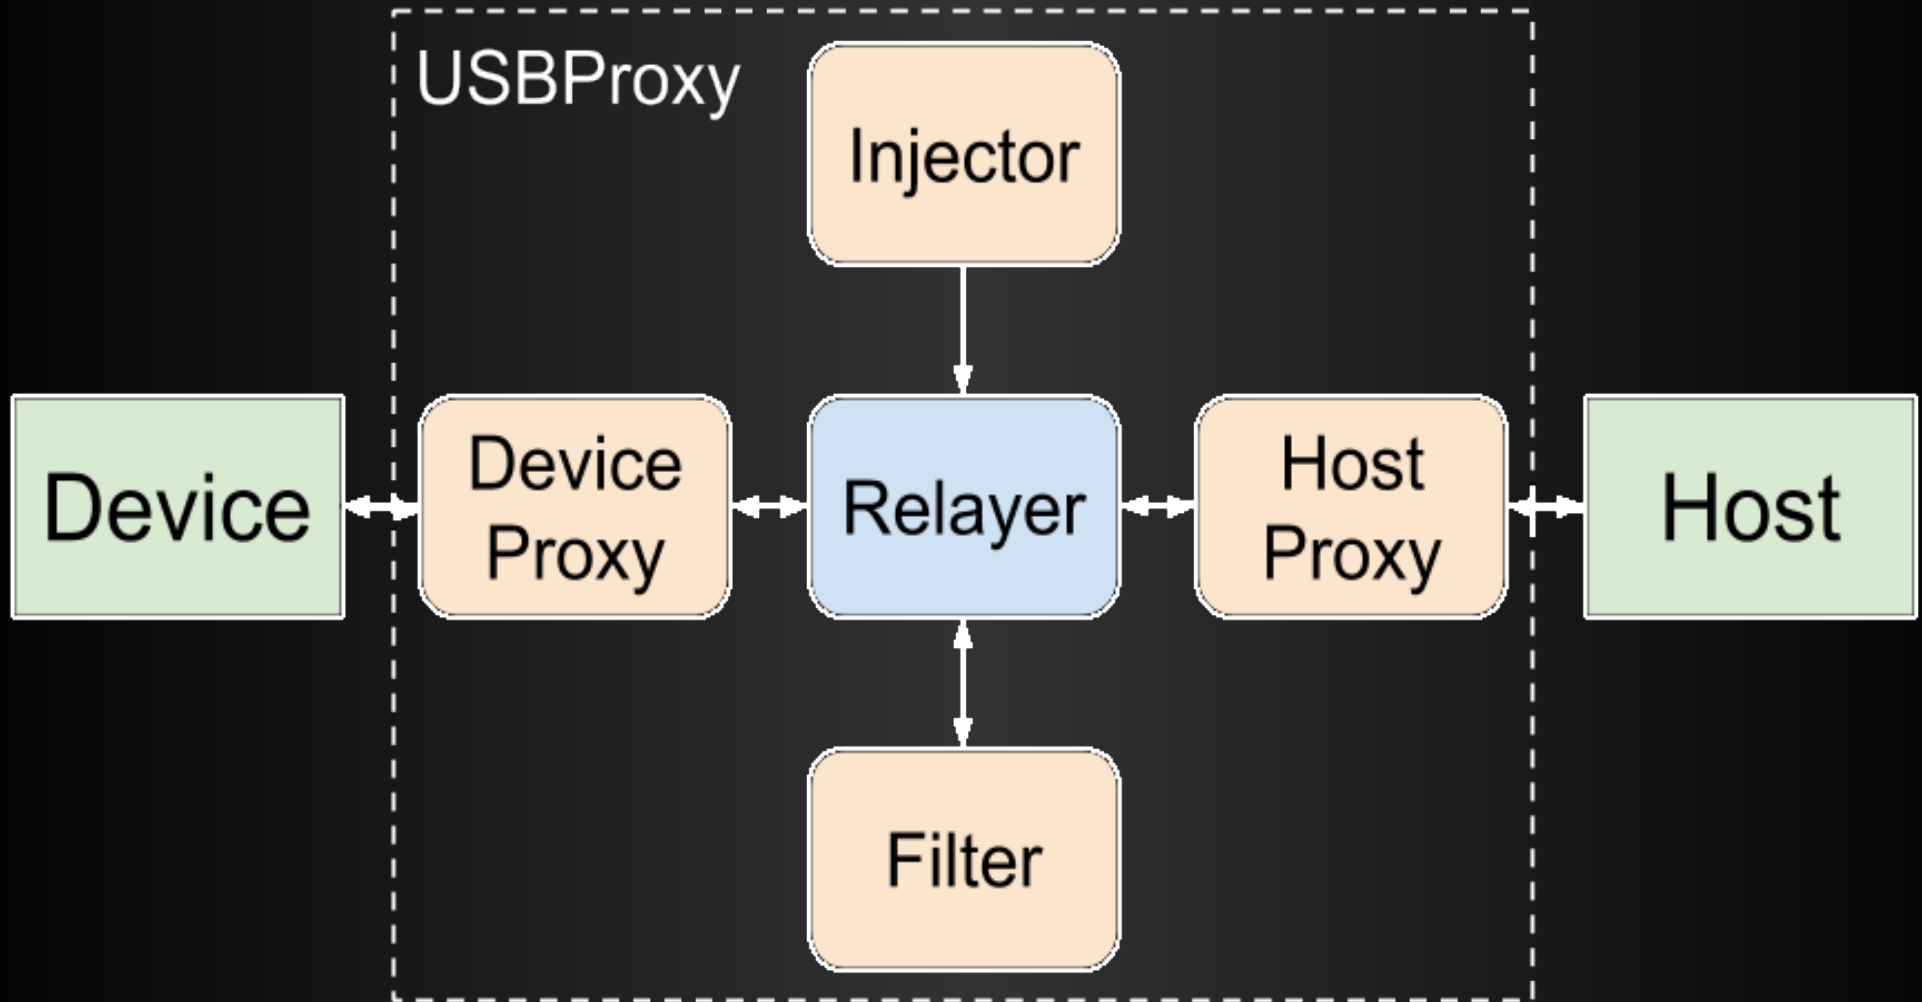 USBProxy
Injector
Device
Device
Proxy
Relayer
Host
Proxy
Host
Filter